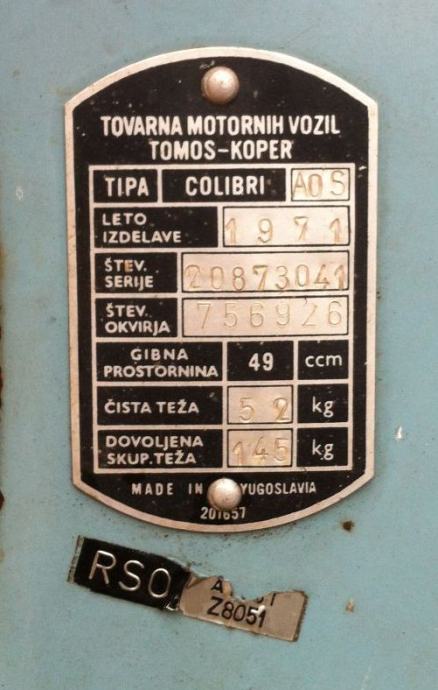 TOVARNA MOTORNIH VOZIL
TOMOS-KOPER
TIPA COLIBRI AOS
LETO IZDELAVE 1971
ŠTEV. SERIJE 20873041
ŠTEV. OKVIRJA 756926
GIBNA PROSTORNINA 49 ccm
ČISTA TEŽA 52 kg
DOVOLJENA SKUP. TEŽA 145 kg
MADE IN YUGOSLAVIA
201657
RSO
Z8051